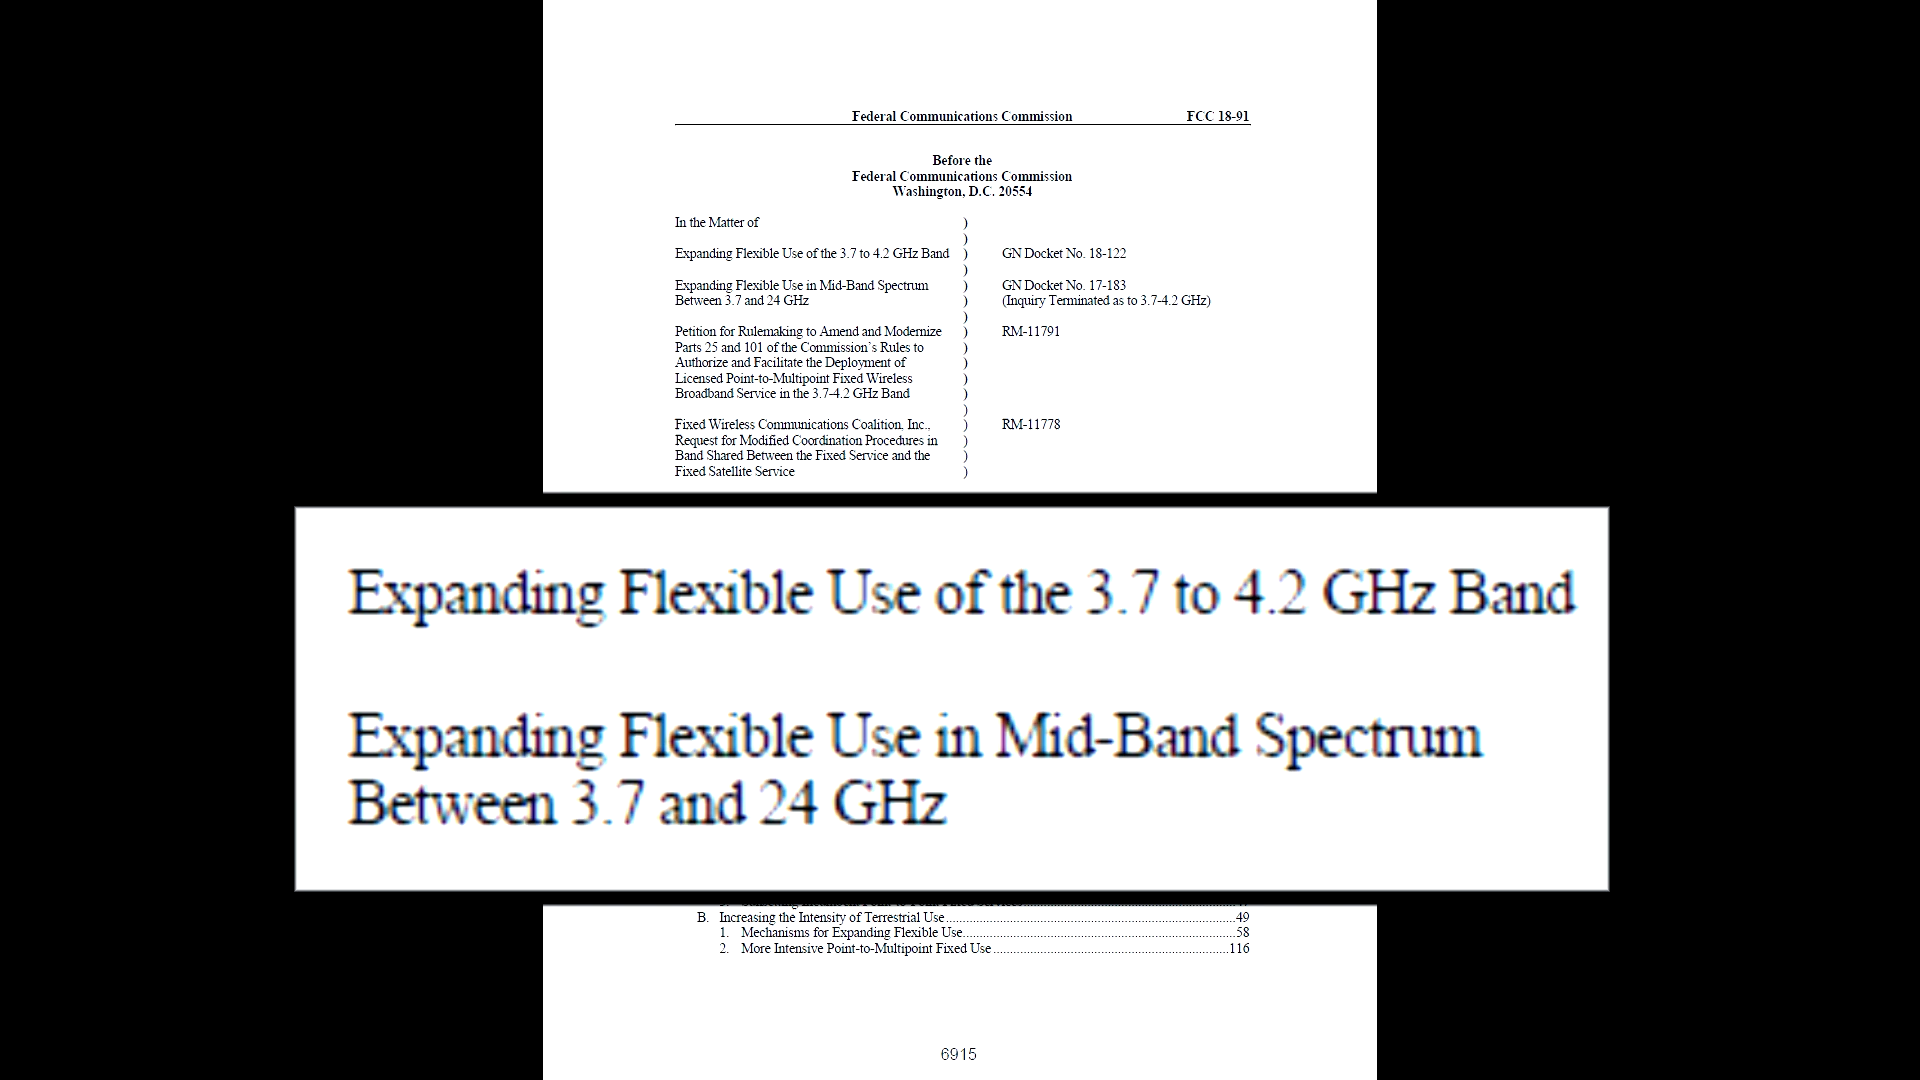 Federal Communications Commission FCC 18-91
Before the
Federal Communications Commission
Washington, D.C. 20554
In the Matter of )
)
Expanding Flexible Use of the 3.7 to 4.2 GHz Band ) GN Docket No. 18-122
)
Expanding Flexible Use in Mid-Band Spectrum ) GN Docket No. 17-183
Between 3.7 and 24 GHz ) (Inquiry Terminated as to 3.7-4.2 GHz)
)
Petition for Rulemaking to Amend and Modernize ) RM-11791
Parts 25 and 101 of the Commission's Rules to )
Authorize and Facilitate the Deployment of )
Licensed Point-to-Multipoint Fixed Wireless )
Broadband Service in the 3.7-4.2 GHz Band )
)
Fixed Wireless Communications Coalition, Inc., ) RM-11778
Request for Modified Coordination Procedures in )
Band Shared Between the Fixed Service and the )
Fixed Satellite Service )
Expanding Flexible Use of the 3.7 to 4.2 GHz Band
Expanding Flexible Use in Mid-Band Spectrum
Between 3.7 and 24 GHz
B. Increasing the Intensity of Terrestrial Use 49
1. Mechanisms for Expanding Flexible Use 58
2. More Intensive Point-to-Multipoint Fixed Use 116
6915